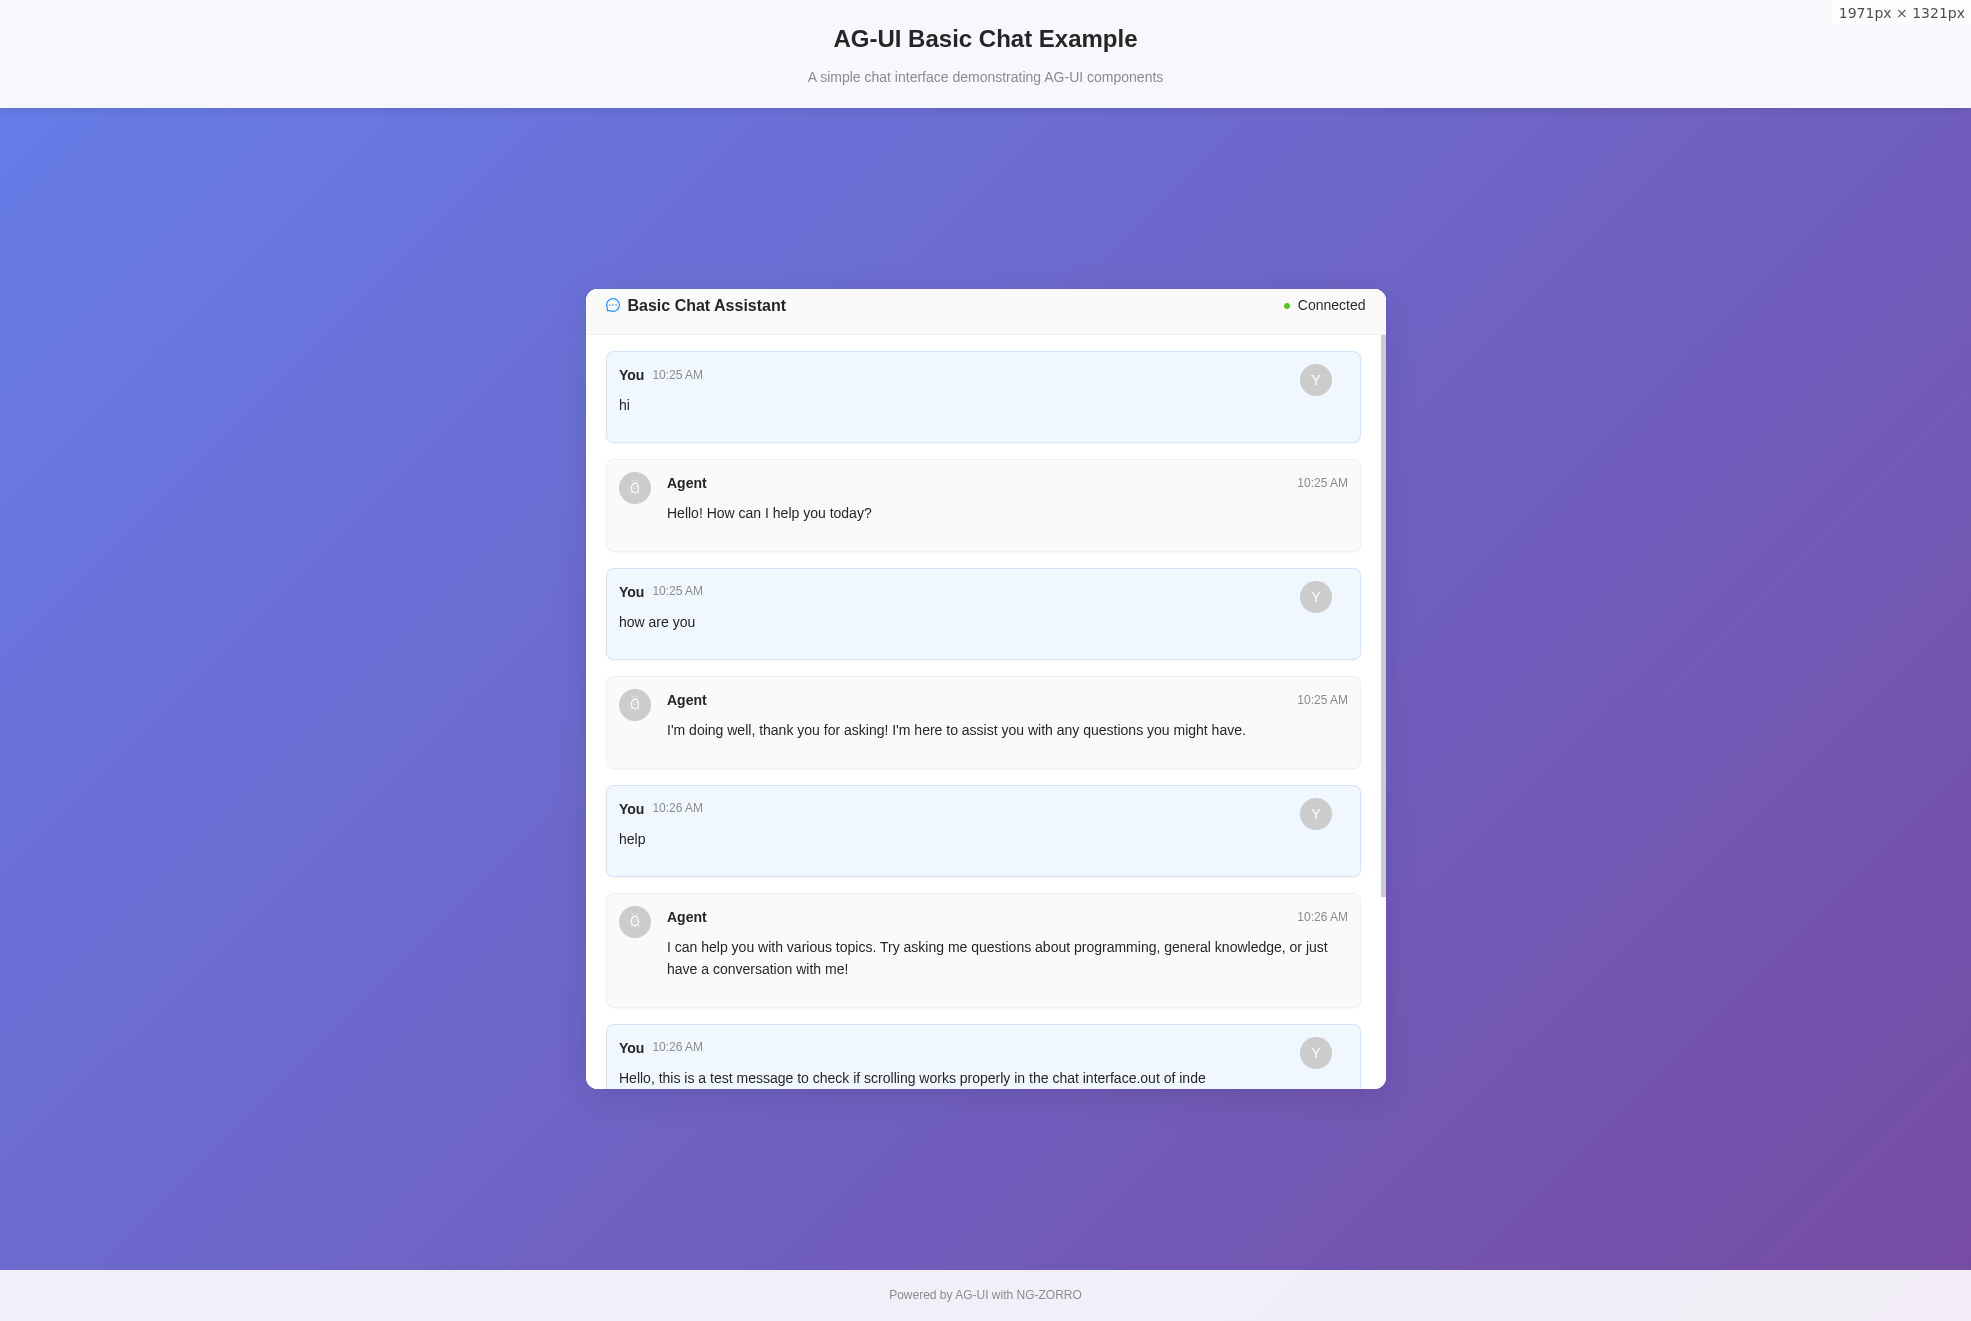 1971px × 1321px
AG-UI Basic Chat Example
A simple chat interface demonstrating AG-UI components
Basic Chat Assistant
Connected
You 10:25 AM
Y
hi
Agent 10:25 AM
Hello! How can I help you today?
You 10:25 AM
Y
how are you
Agent 10:25 AM
I'm doing well, thank you for asking! I'm here to assist you with any questions you might have.
You 10:26 AM
Y
help
Agent 10:26 AM
I can help you with various topics. Try asking me questions about programming, general knowledge, or just
have a conversation with me!
You 10:26 AM
Y
Hello, this is a test message to check if scrolling works properly in the chat interface.out of inde
Powered by AG-UI with NG-ZORRO